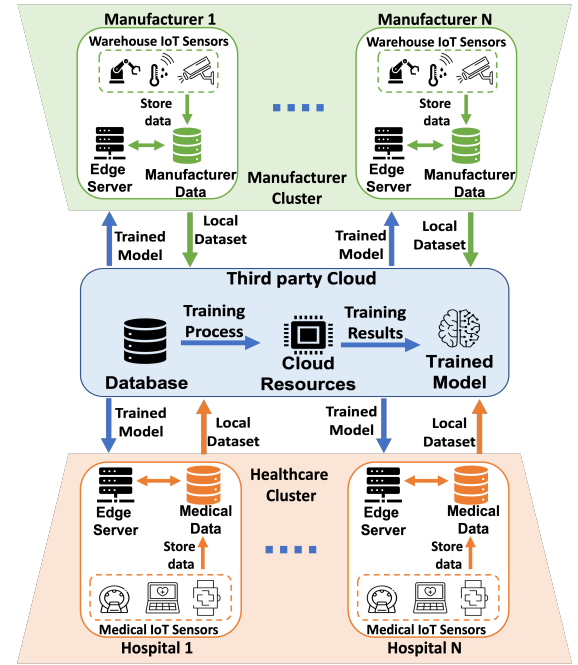 Manufacturer 1
Manufacturer N
Warehouse IoT Sensors
Warehouse IoT Sensors
Store
data
Store
data
Edge
Server
Manufacturer
Data
Edge
Server
Manufacturer
Data
Manufacturer
Cluster
Trained
Model
Local
Dataset
Trained
Model
Local
Dataset
Third party Cloud
Training
Process
Training
Results
Database
Cloud
Resources
Trained
Model
Trained
Model
Local
Dataset
Trained
Model
Local
Dataset
Healthcare
Cluster
Edge
Server
Medical
Data
Edge
Server
Medical
Data
Store
data
Store
data
Medical IoT Sensors
Medical IoT Sensors
Hospital 1
Hospital N